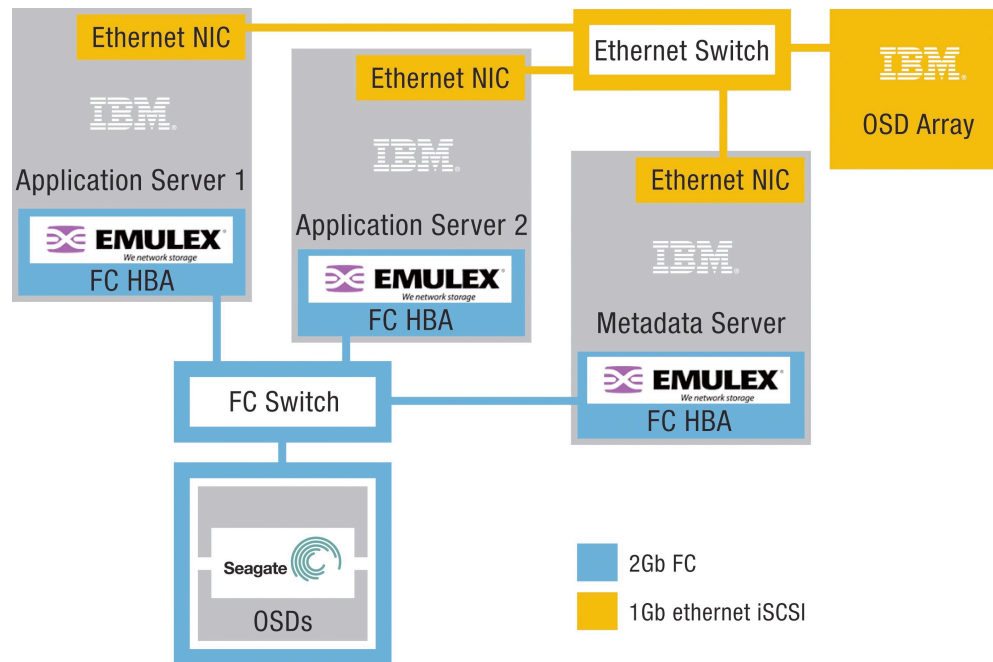 Ethernet NIC
IBM®
Application Server 1
EMULEX®
We network storage
FC HBA
Ethernet NIC
IBM®
Application Server 2
EMULEX®
We network storage
FC HBA
Ethernet Switch
IBM®
OSD Array
Ethernet NIC
IBM®
Metadata Server
EMULEX®
We network storage
FC HBA
FC Switch
Seagate
OSDs
2Gb FC
1Gb ethernet iSCSI